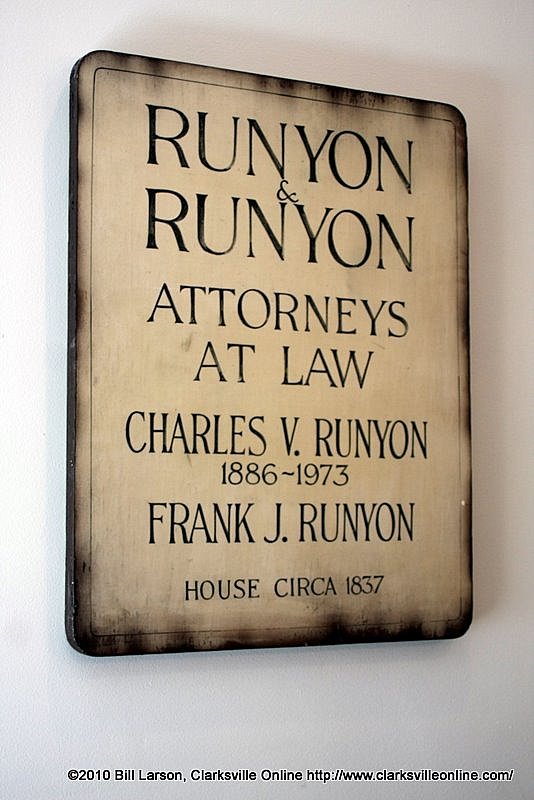 RUNYON
&
RUNYON
ATTORNEYS
AT LAW
CHARLES V. RUNYON
1886~1973
FRANK J. RUNYON
HOUSE CIRCA 1837
©2010 Bill Larson, Clarksville Online http://www.clarksvilleonline.com/